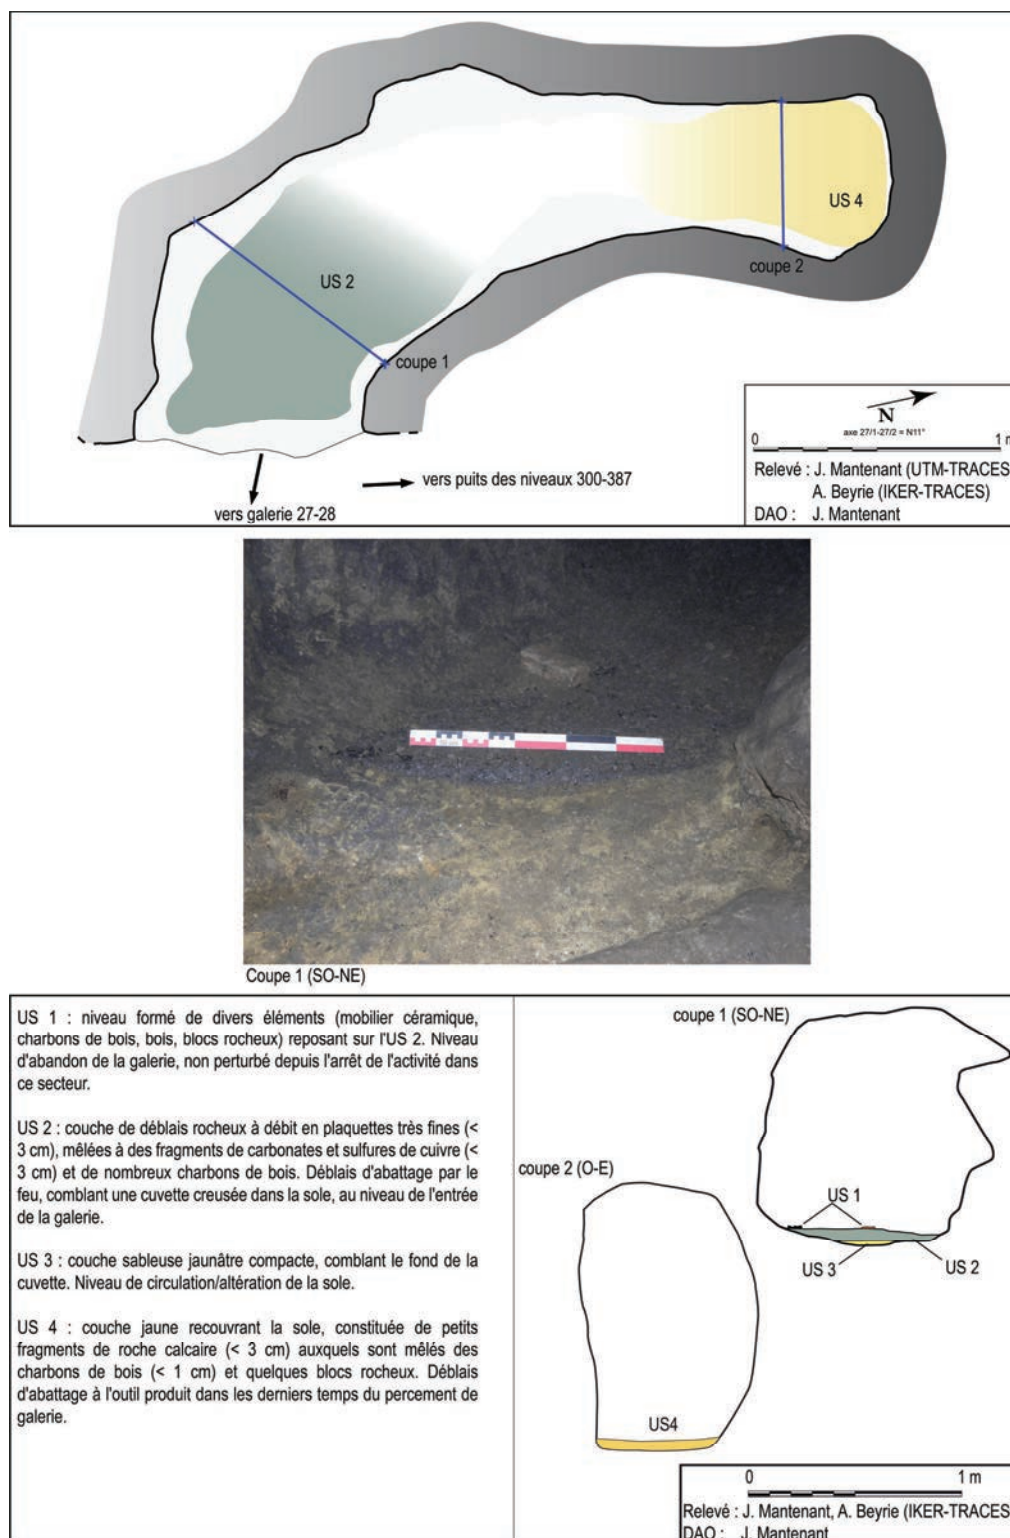 US 4
US 2
coupe 2
coupe 1
N
axe 27/1-27/2 = N11°
0 1 m
Relevé : J. Mantenant (UTM-TRACES
A. Beyrie (IKER-TRACES)
DAO : J. Mantenant
vers puits des niveaux 300-387
vers galerie 27-28
Coupe 1 (SO-NE)
US 1 : niveau formé de divers éléments (mobilier céramique,
charbons de bois, bois, blocs rocheux) reposant sur l'US 2. Niveau
d'abandon de la galerie, non perturbé depuis l'arrêt de l'activité dans
ce secteur.
US 2 : couche de déblais rocheux à débit en plaquettes très fines (<
3 cm), mêlées à des fragments de carbonates et sulfures de cuivre (<
3 cm) et de nombreux charbons de bois. Déblais d'abattage par le
feu, comblant une cuvette creusée dans la sole, au niveau de l'entrée
de la galerie.
US 3 : couche sableuse jaunâtre compacte, comblant le fond de la
cuvette. Niveau de circulation/altération de la sole.
US 4 : couche jaune recouvrant la sole, constituée de petits
fragments de roche calcaire (< 3 cm) auxquels sont mêlés des
charbons de bois (< 1 cm) et quelques blocs rocheux. Déblais
d'abattage à l'outil produit dans les derniers temps du percement de
galerie.
coupe 1 (SO-NE)
coupe 2 (O-E)
US 1
US 3
US 2
US4
0 1 m
Relevé : J. Mantenant, A. Beyrie (IKER-TRACES
DAO : J. Mantenant